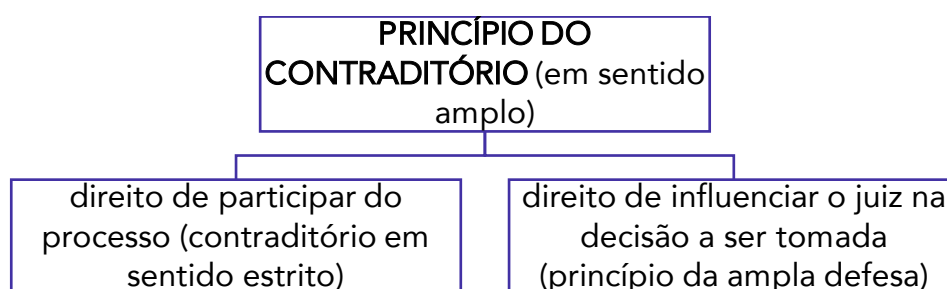 PRINCÍPIO DO
CONTRADITÓRIO (em sentido
amplo)
direito de participar do
processo (contraditório em
sentido estrito)
direito de influenciar o juiz na
decisão a ser tomada
(princípio da ampla defesa)